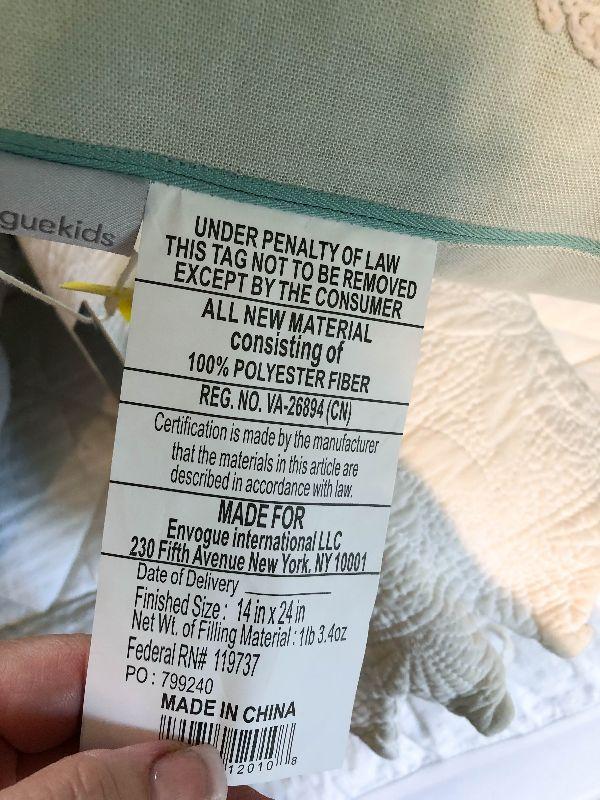 guekids
UNDER PENALTY OF LAW
THIS TAG NOT TO BE REMOVED
EXCEPT BY THE CONSUMER
ALL NEW MATERIAL
consisting of
100% POLYESTER FIBER
REG. NO. VA-26894 (CN)
Certification is made by the manufacturer
that the materials in this article are
described in accordance with law.
MADE FOR
Envogue international LLC
230 Fifth Avenue New York, NY 10001
Date of Delivery
Finished Size : 14 in x 24 in
Net Wt. of Filling Material : 1lb 3.4oz
Federal RN# 119737
PO : 799240
MADE IN CHINA
12010 8